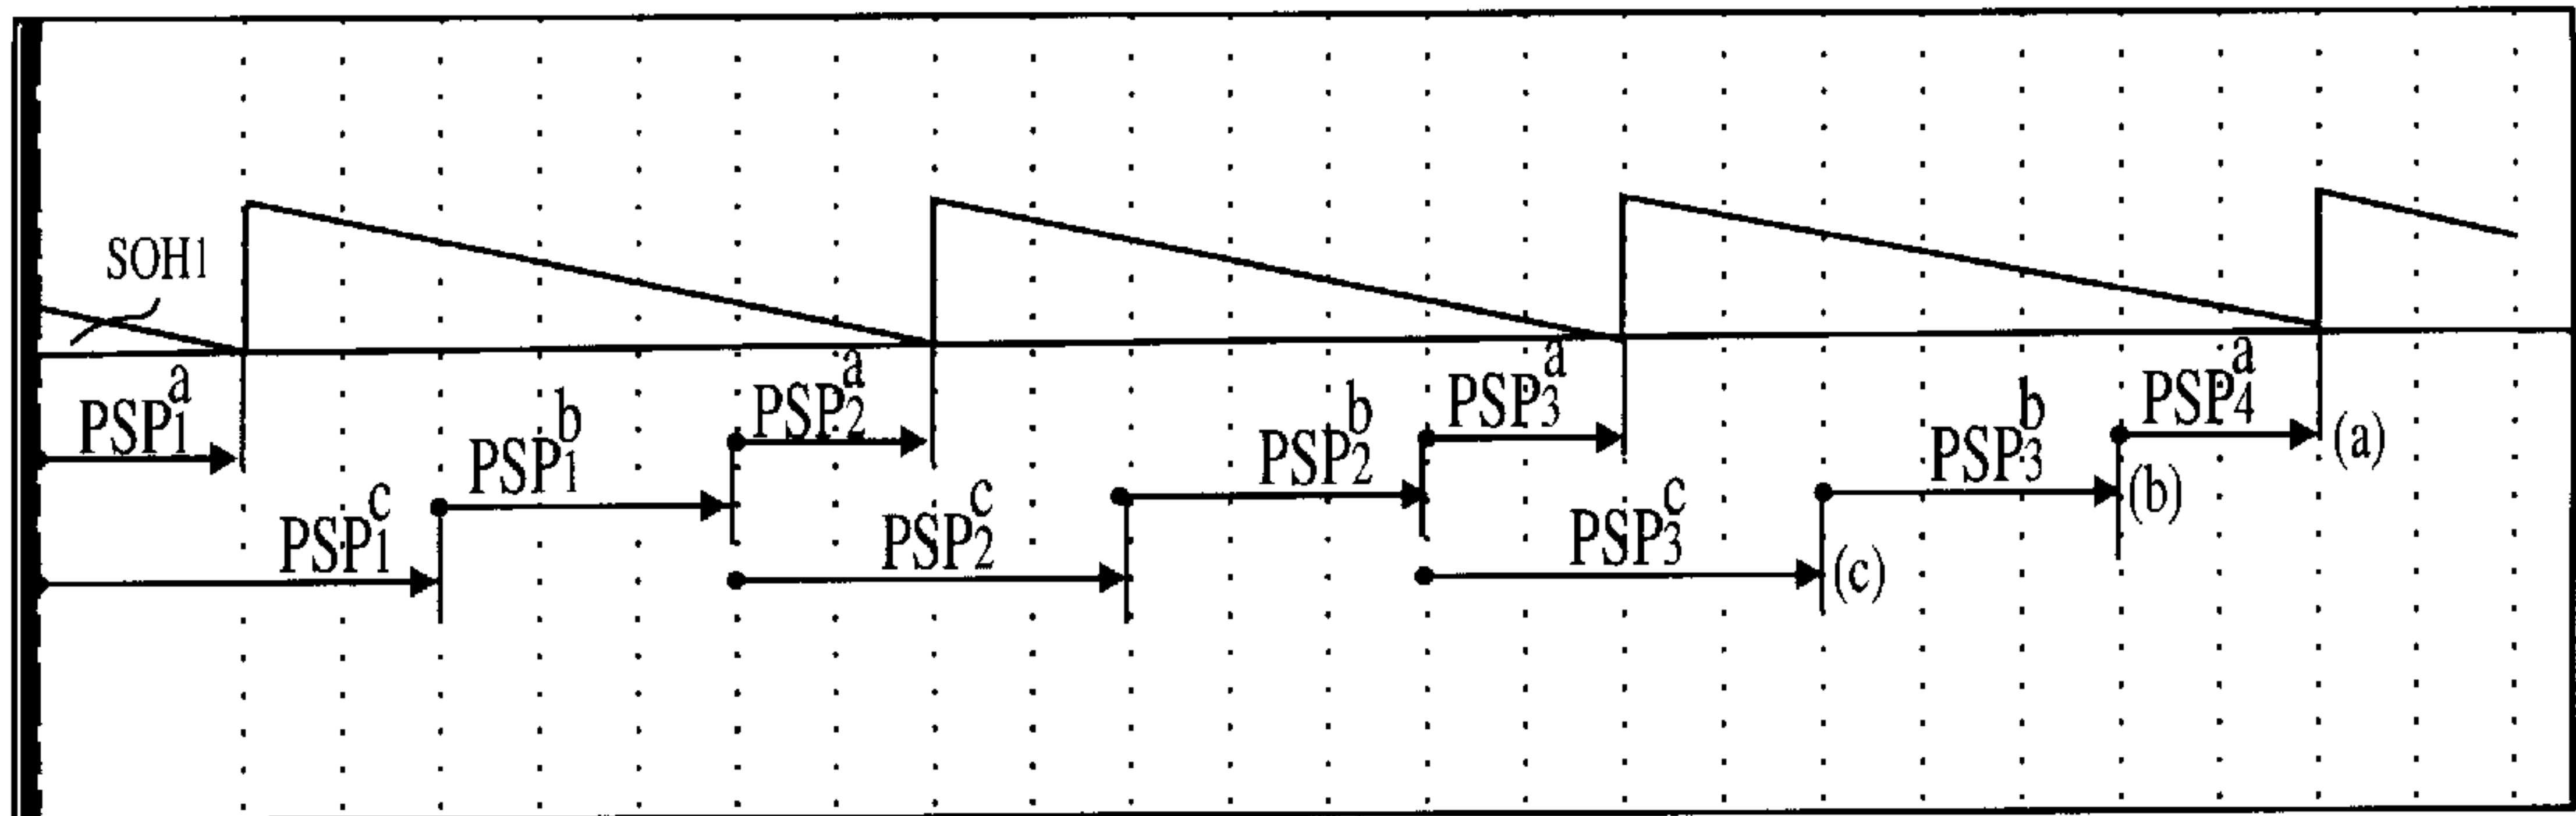 SOH1
PSP₁ᵃ
PSP₁ᵇ
PSP₂ᵃ
PSP₂ᵇ
PSP₃ᵃ
PSP₃ᵇ
PSP₄ᵃ
(a)
(b)
PSP₁ᶜ
PSP₂ᶜ
PSP₃ᶜ
(c)